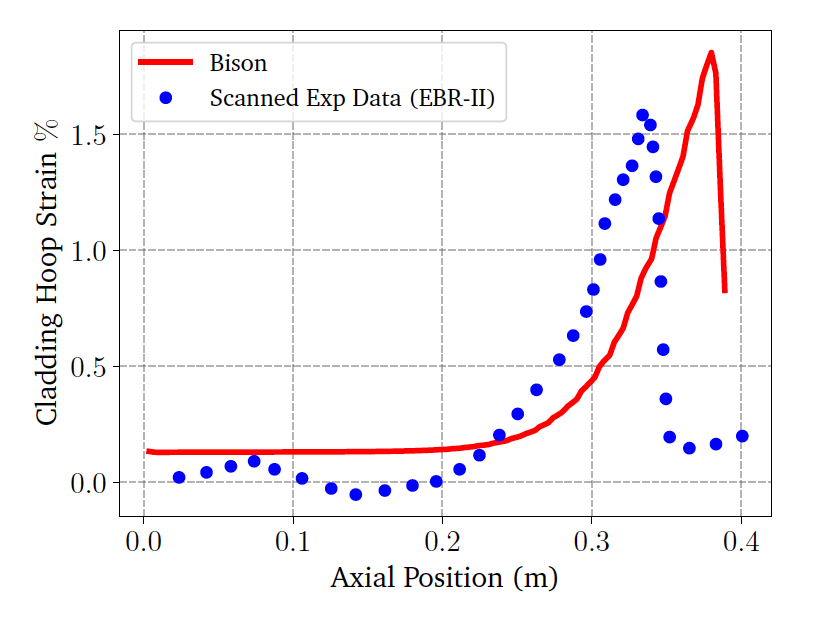 Bison
Scanned Exp Data (EBR-II)
Cladding Hoop Strain %
1.5
1.0
0.5
0.0
0.0 0.1 0.2 0.3 0.4
Axial Position (m)